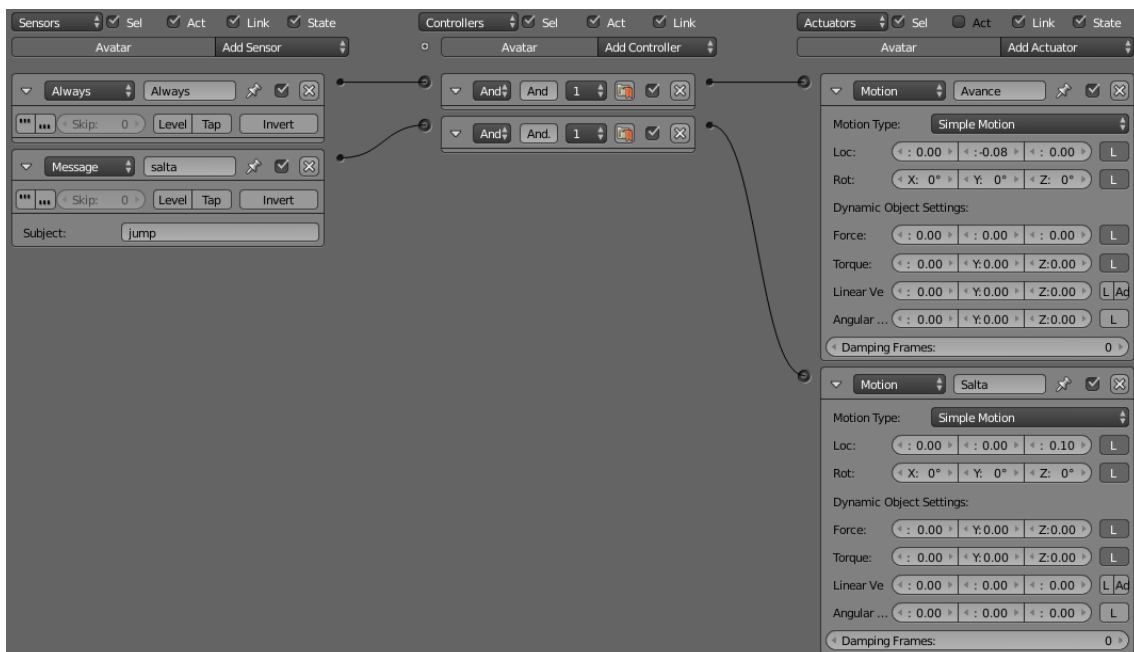 Sensors Sel Act Link State
Avatar Add Sensor
Always Always
Skip: 0 Level Tap Invert
Message salta
Skip: 0 Level Tap Invert
Subject: jump
Controllers Sel Act Link
Avatar Add Controller
And And 1
And And. 1
Actuators Sel Act Link State
Avatar Add Actuator
Motion Avance
Motion Type: Simple Motion
Loc: : 0.00 :-0.08 : 0.00 L
Rot: X: 0° Y: 0° Z: 0° L
Dynamic Object Settings:
Force: : 0.00 : 0.00 : 0.00 L
Torque: : 0.00 Y:0.00 Z:0.00 L
Linear Ve : 0.00 Y:0.00 Z:0.00 L Ad
Angular ... : 0.00 Y:0.00 Z:0.00 L
Damping Frames: 0
Motion Salta
Motion Type: Simple Motion
Loc: : 0.00 : 0.00 : 0.10 L
Rot: X: 0° Y: 0° Z: 0° L
Dynamic Object Settings:
Force: : 0.00 Y:0.00 Z:0.00 L
Torque: : 0.00 Y:0.00 Z:0.00 L
Linear Ve : 0.00 : 0.00 : 0.00 L Ad
Angular ... : 0.00 : 0.00 : 0.00 L
Damping Frames: 0